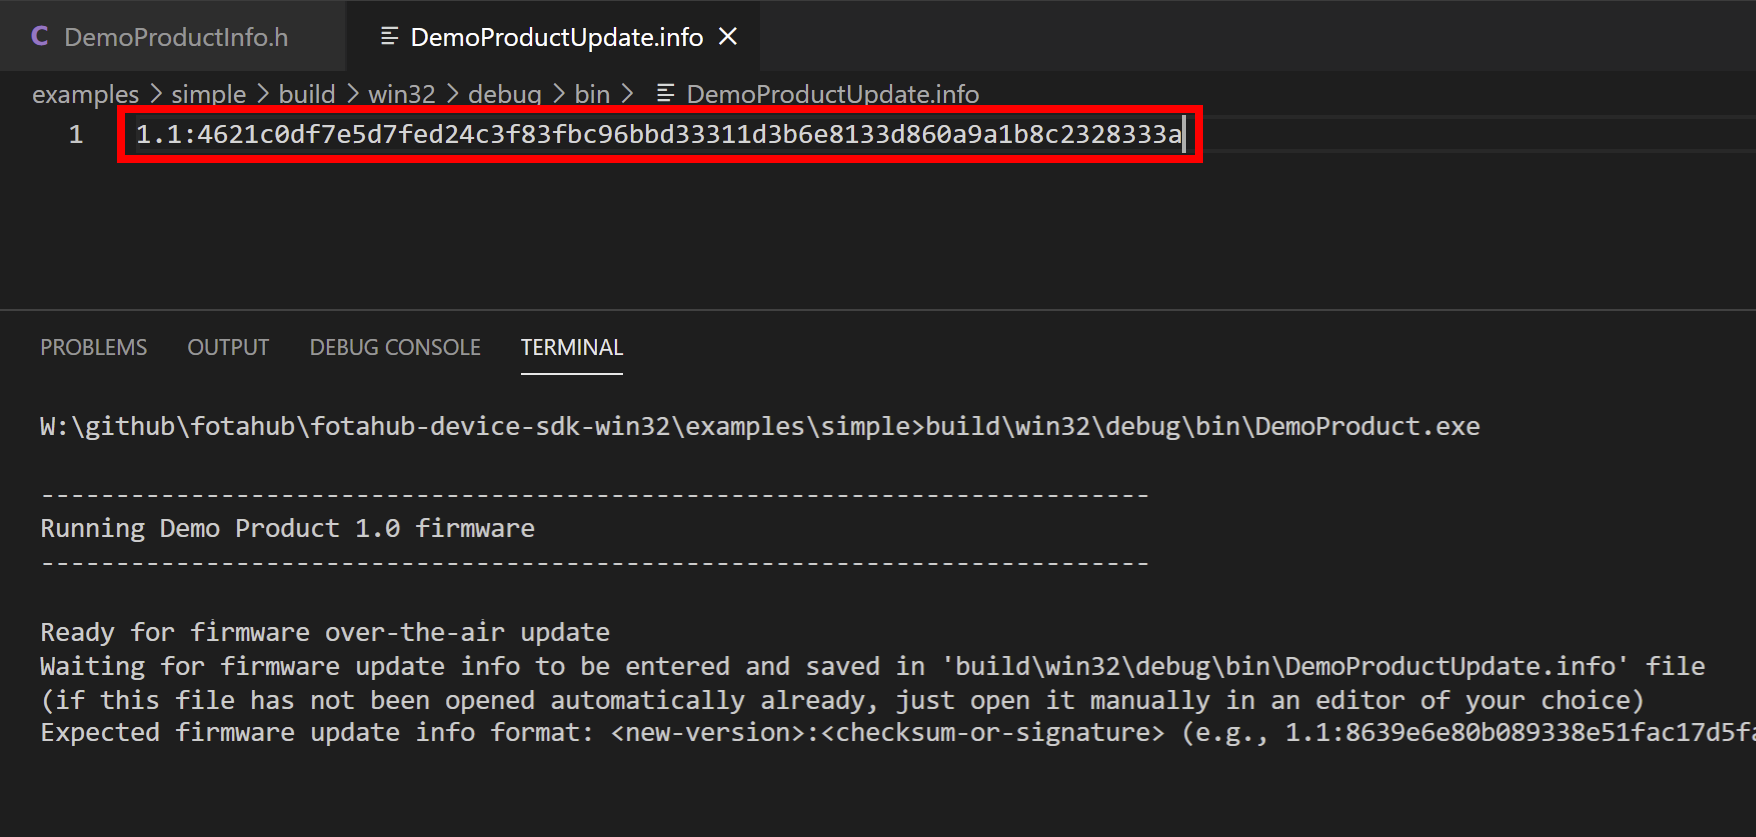 C DemoProductInfo.h
DemoProductUpdate.info
examples > simple > build > win32 > debug > bin > DemoProductUpdate.info
1 1.1:4621c0df7e5d7fed24c3f83fbc96bbd33311d3b6e8133d860a9a1b8c2328333a
PROBLEMS OUTPUT DEBUG CONSOLE TERMINAL
W:\github\fotahub\fotahub-device-sdk-win32\examples\simple>build\win32\debug\bin\DemoProduct.exe
--------------------------------------------------------------------------
Running Demo Product 1.0 firmware
--------------------------------------------------------------------------
Ready for firmware over-the-air update
Waiting for firmware update info to be entered and saved in 'build\win32\debug\bin\DemoProductUpdate.info' file
(if this file has not been opened automatically already, just open it manually in an editor of your choice)
Expected firmware update info format: <new-version>:<checksum-or-signature> (e.g., 1.1:8639e6e80b089338e51fac17d5fa